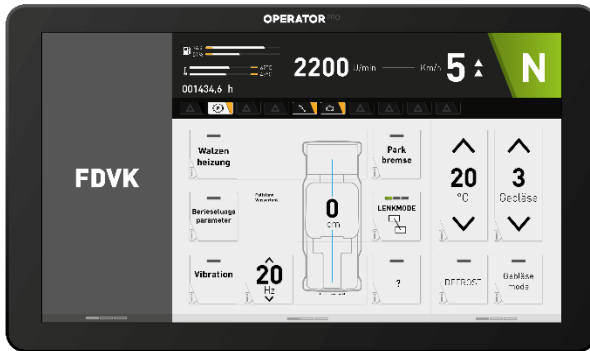 OPERATOR PRO
2200 U/min
Km/h 5
N
001434,6 h
FDVK
Walzen
heizung
Park
bremse
20
°C
3
Gebläse
Berieselungs
parameter
0
cm
LENKMODE
Vibration
20
Hz
?
DEFROST
Gebläse
mode